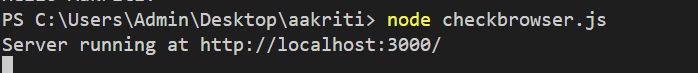 PS C:\Users\Admin\Desktop\aakriti> node checkbrowser.js
Server running at http://localhost:3000/